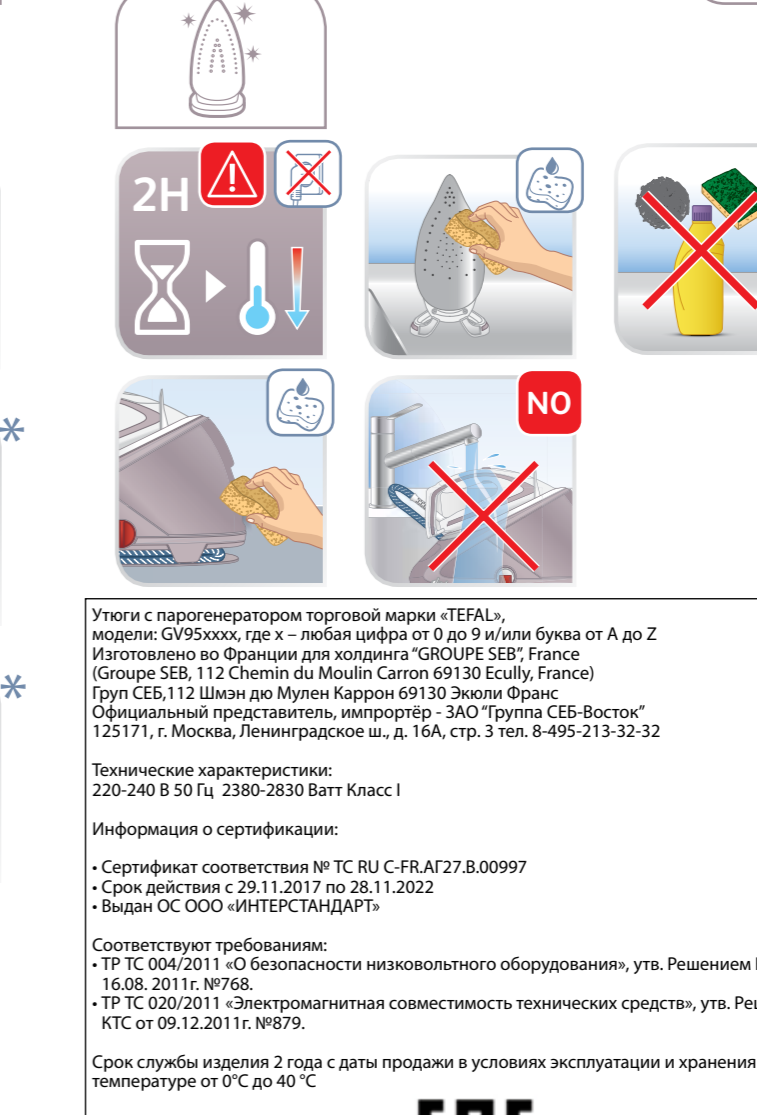 2H
NO
*
*
Утюги с парогенератором торговой марки «TEFAL»,
модели: GV95xxxx, где x – любая цифра от 0 до 9 и/или буква от A до Z
Изготовлено во Франции для холдинга “GROUPE SEB”, France
(Groupe SEB, 112 Chemin du Moulin Carron 69130 Ecully, France)
Груп СЕБ,112 Шмэн дю Мулен Каррон 69130 Экюли Франс
Официальный представитель, импрортёр - ЗАО “Группа СЕБ-Восток”
125171, г. Москва, Ленинградское ш., д. 16А, стр. 3 тел. 8-495-213-32-32
Технические характеристики:
220-240 В 50 Гц 2380-2830 Ватт Класс I
Информация о сертификации:
• Сертификат соответствия № ТС RU С-FR.АГ27.В.00997
• Срок действия с 29.11.2017 по 28.11.2022
• Выдан ОС ООО «ИНТЕРСТАНДАРТ»
Соответствуют требованиям:
• ТР ТС 004/2011 «О безопасности низковольтного оборудования», утв. Решением
16.08. 2011г. №768.
• ТР ТС 020/2011 «Электромагнитная совместимость технических средств», утв.
КТС от 09.12.2011г. №879.
Срок службы изделия 2 года с даты продажи в условиях эксплуатации и хранения
температуре от 0°С до 40 °С